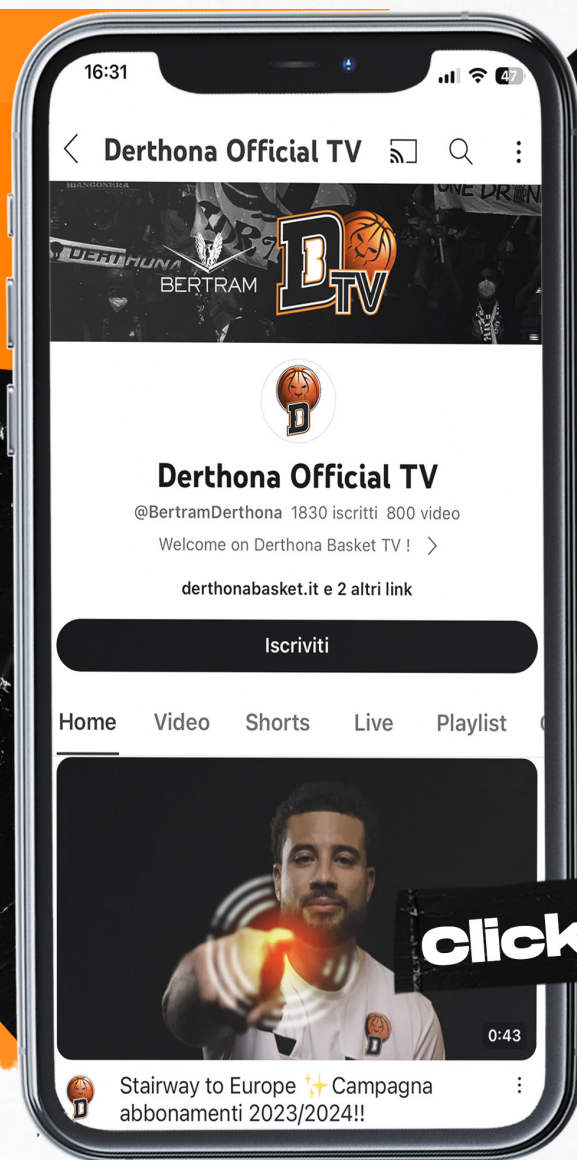 16:31
47
Derthona Official TV
BERTRAM
D TV
D
Derthona Official TV
@BertramDerthona 1830 iscritti 800 video
Welcome on Derthona Basket TV !
derthonabasket.it e 2 altri link
Iscriviti
Home Video Shorts Live Playlist
click
0:43
Stairway to Europe ✨ Campagna
abbonamenti 2023/2024!!